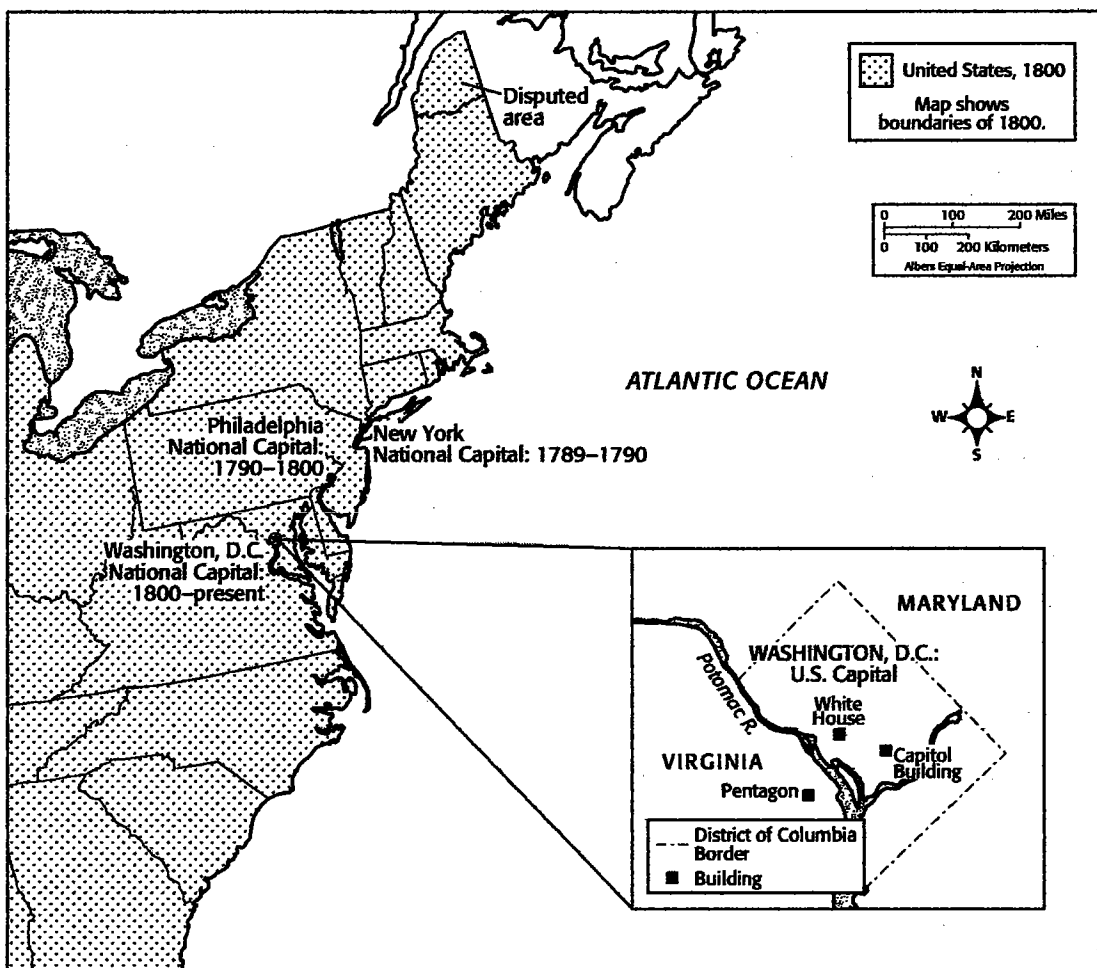 Disputed
area
United States, 1800
Map shows
boundaries of 1800.
0 100 200 Miles
0 100 200 Kilometers
Albers Equal-Area Projection
ATLANTIC OCEAN
N
W E
S
Philadelphia
National Capital:
1790–1800
New York
National Capital: 1789–1790
Washington, D.C.
National Capital:
1800–present
MARYLAND
WASHINGTON, D.C.:
U.S. Capital
Potomac R.
White
House
Capitol
Building
VIRGINIA
Pentagon
District of Columbia
Border
Building